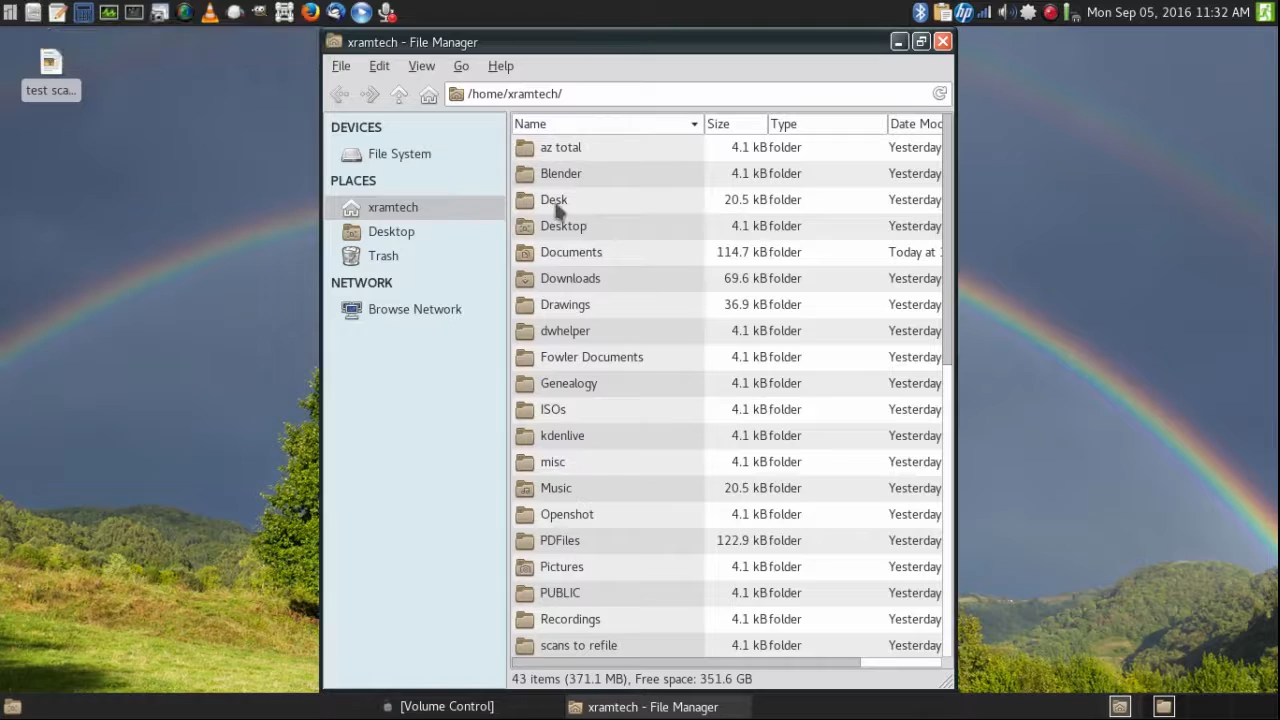 Mon Sep 05, 2016 11:32 AM
test sca...
xramtech - File Manager
File Edit View Go Help
/home/xramtech/
DEVICES
File System
PLACES
xramtech
Desktop
Trash
NETWORK
Browse Network
Name Size Type Date Mod
az total 4.1 kB folder Yesterday
Blender 4.1 kB folder Yesterday
Desk 20.5 kB folder Yesterday
Desktop 4.1 kB folder Yesterday
Documents 114.7 kB folder Today at
Downloads 69.6 kB folder Yesterday
Drawings 36.9 kB folder Yesterday
dwhelper 4.1 kB folder Yesterday
Fowler Documents 4.1 kB folder Yesterday
Genealogy 4.1 kB folder Yesterday
ISOs 4.1 kB folder Yesterday
kdenlive 4.1 kB folder Yesterday
misc 4.1 kB folder Yesterday
Music 20.5 kB folder Yesterday
Openshot 4.1 kB folder Yesterday
PDFiles 122.9 kB folder Yesterday
Pictures 4.1 kB folder Yesterday
PUBLIC 4.1 kB folder Yesterday
Recordings 4.1 kB folder Yesterday
scans to refile 4.1 kB folder Yesterday
43 items (371.1 MB), Free space: 351.6 GB
[Volume Control]
xramtech - File Manager